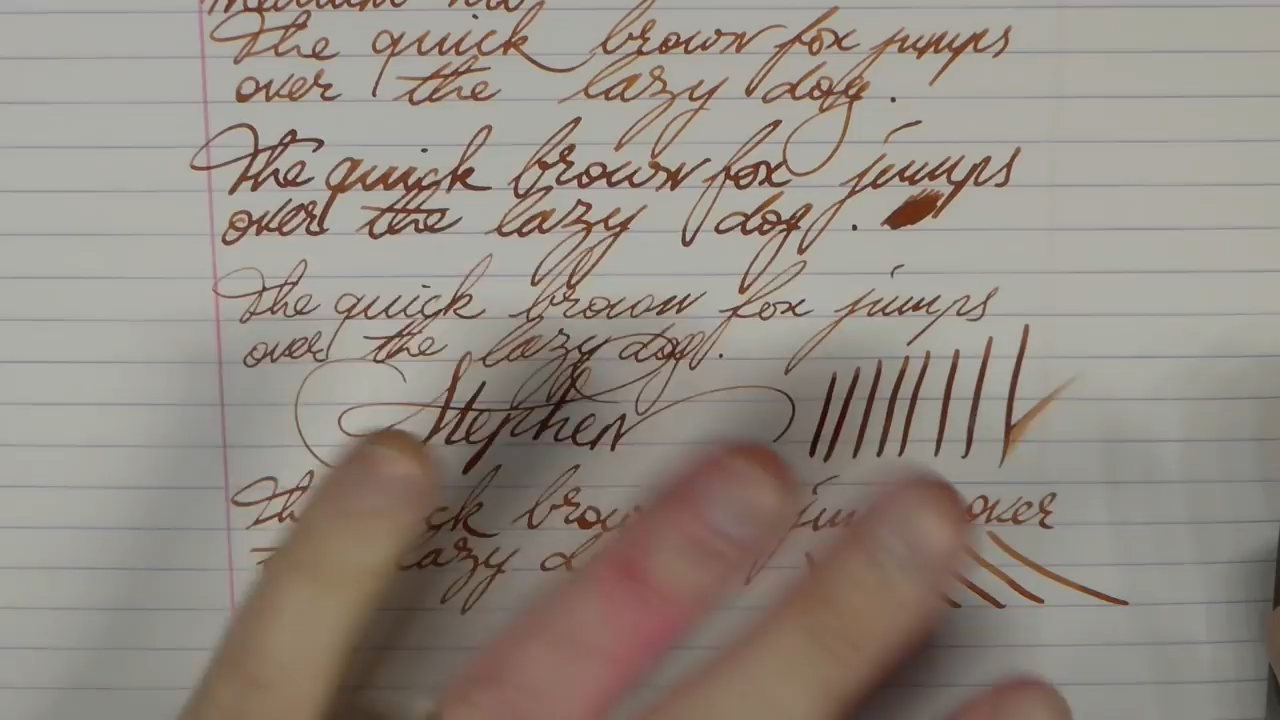 The quick brown fox jumps
over the lazy dog.
The quick brown fox jumps
over the lazy dog.
The quick brown fox jumps
over the lazy dog.
Stephen
over
lazy